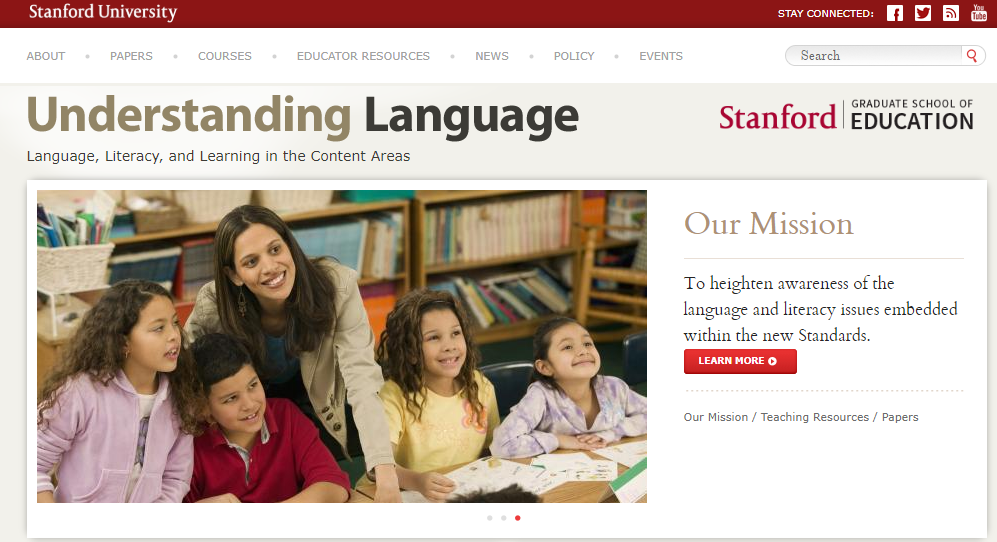 Stanford University
STAY CONNECTED:
You
Tube
ABOUT • PAPERS • COURSES • EDUCATOR RESOURCES • NEWS • POLICY • EVENTS
Search
Understanding Language
Language, Literacy, and Learning in the Content Areas
Stanford | GRADUATE SCHOOL OF
EDUCATION
Our Mission
To heighten awareness of the
language and literacy issues embedded
within the new Standards.
LEARN MORE
Our Mission / Teaching Resources / Papers